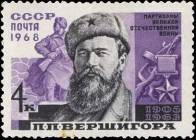 СССР
ПОЧТА
1968
ПАРТИЗАНЫ
ВЕЛИКОЙ
ОТЕЧЕСТВЕННОЙ
ВОЙНЫ
4к
1905
1963
П.П.ВЕРШИГОРА